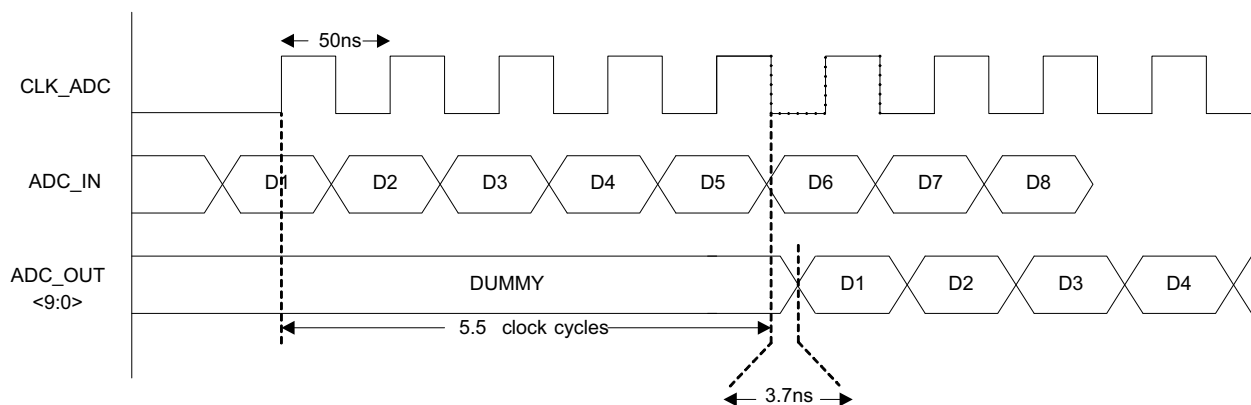 50ns
CLK_ADC
ADC_IN
D1 D2 D3 D4 D5 D6 D7 D8
ADC_OUT
<9:0>
DUMMY D1 D2 D3 D4
5.5 clock cycles
3.7ns